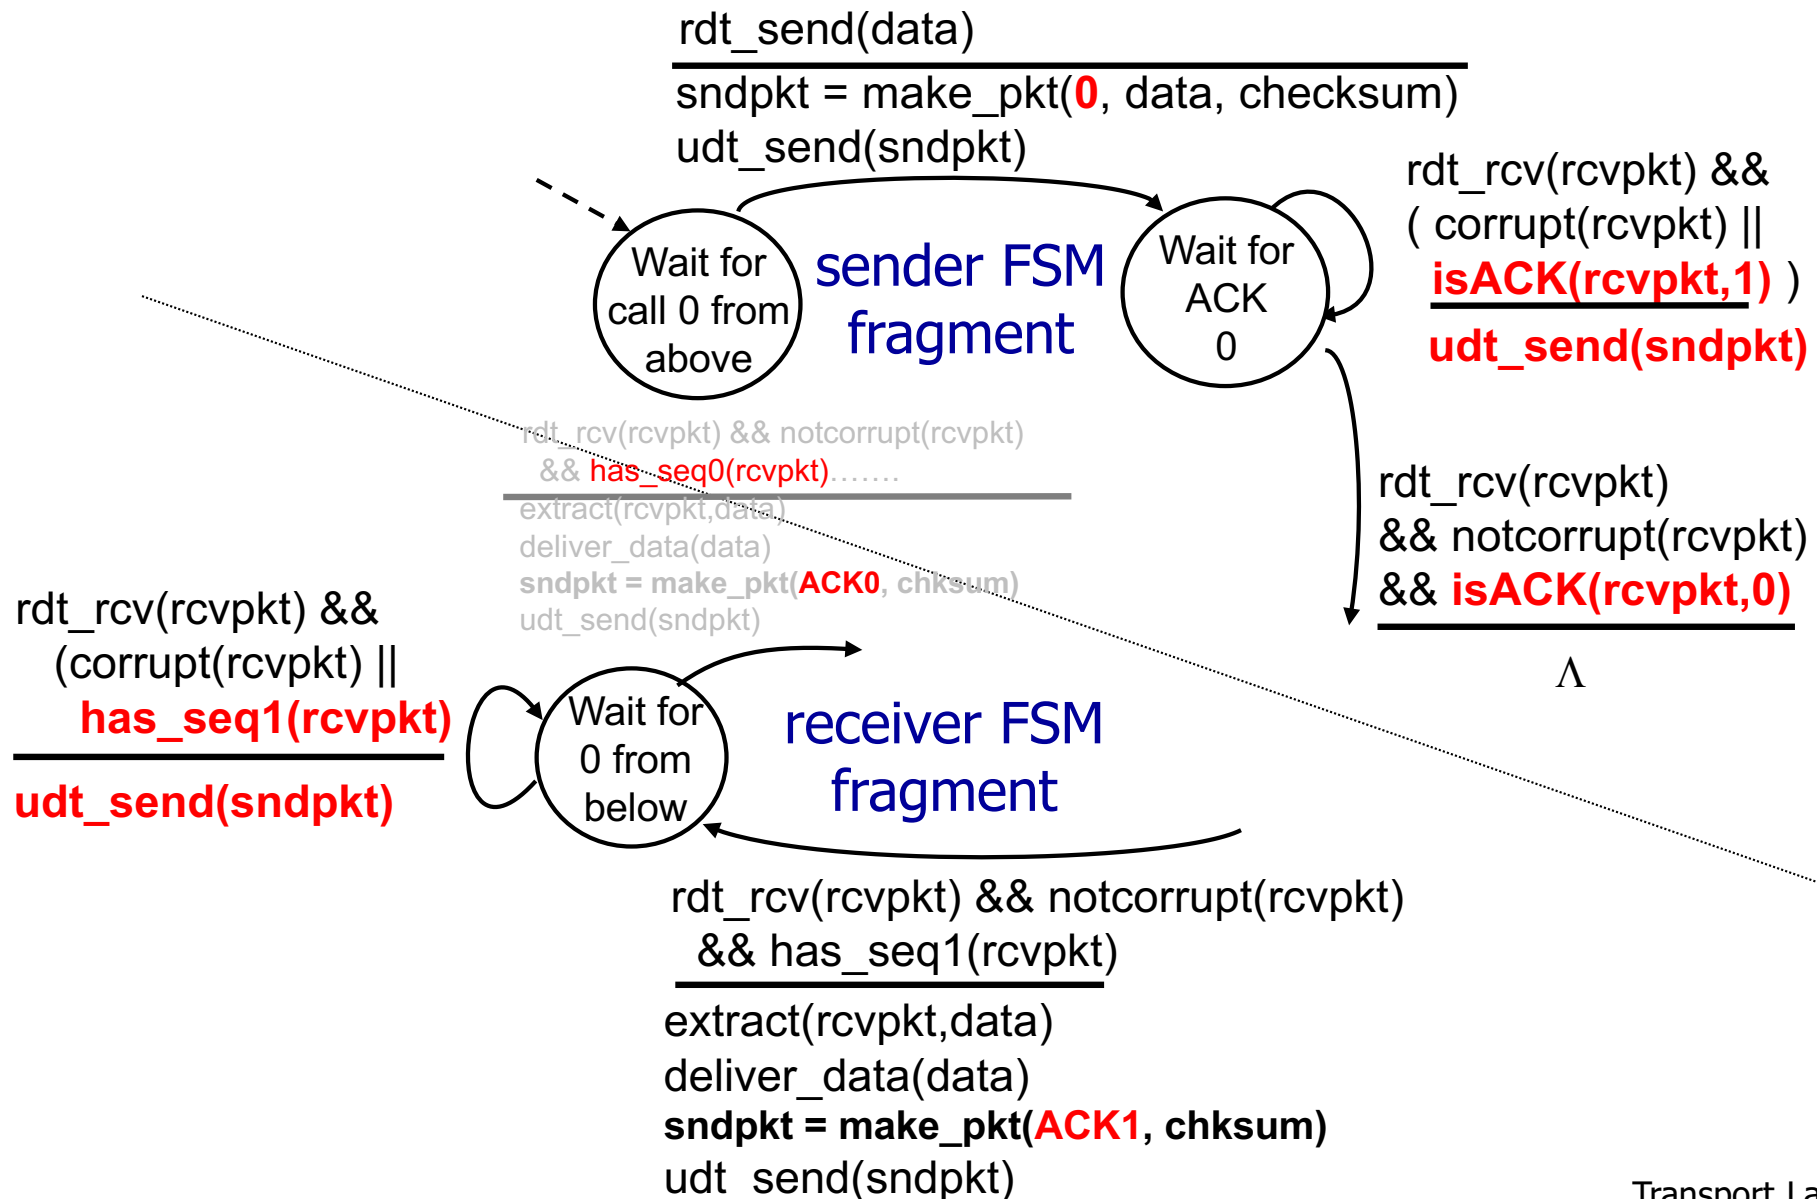 rdt_send(data)
sndpkt = make_pkt(0, data, checksum)
udt_send(sndpkt)
rdt_rcv(rcvpkt) &&
( corrupt(rcvpkt) ||
isACK(rcvpkt,1) )
udt_send(sndpkt)
Wait for
call 0 from
above
sender FSM
fragment
Wait for
ACK
0
rdt_rcv(rcvpkt) && notcorrupt(rcvpkt)
&& has_seq0(rcvpkt).......
extract(rcvpkt,data)
deliver_data(data)
sndpkt = make_pkt(ACK0, chksum)
udt_send(sndpkt)
rdt_rcv(rcvpkt)
&& notcorrupt(rcvpkt)
&& isACK(rcvpkt,0)
Λ
rdt_rcv(rcvpkt) &&
(corrupt(rcvpkt) ||
has_seq1(rcvpkt)
udt_send(sndpkt)
Wait for
0 from
below
receiver FSM
fragment
rdt_rcv(rcvpkt) && notcorrupt(rcvpkt)
&& has_seq1(rcvpkt)
extract(rcvpkt,data)
deliver_data(data)
sndpkt = make_pkt(ACK1, chksum)
udt_send(sndpkt)
Transport